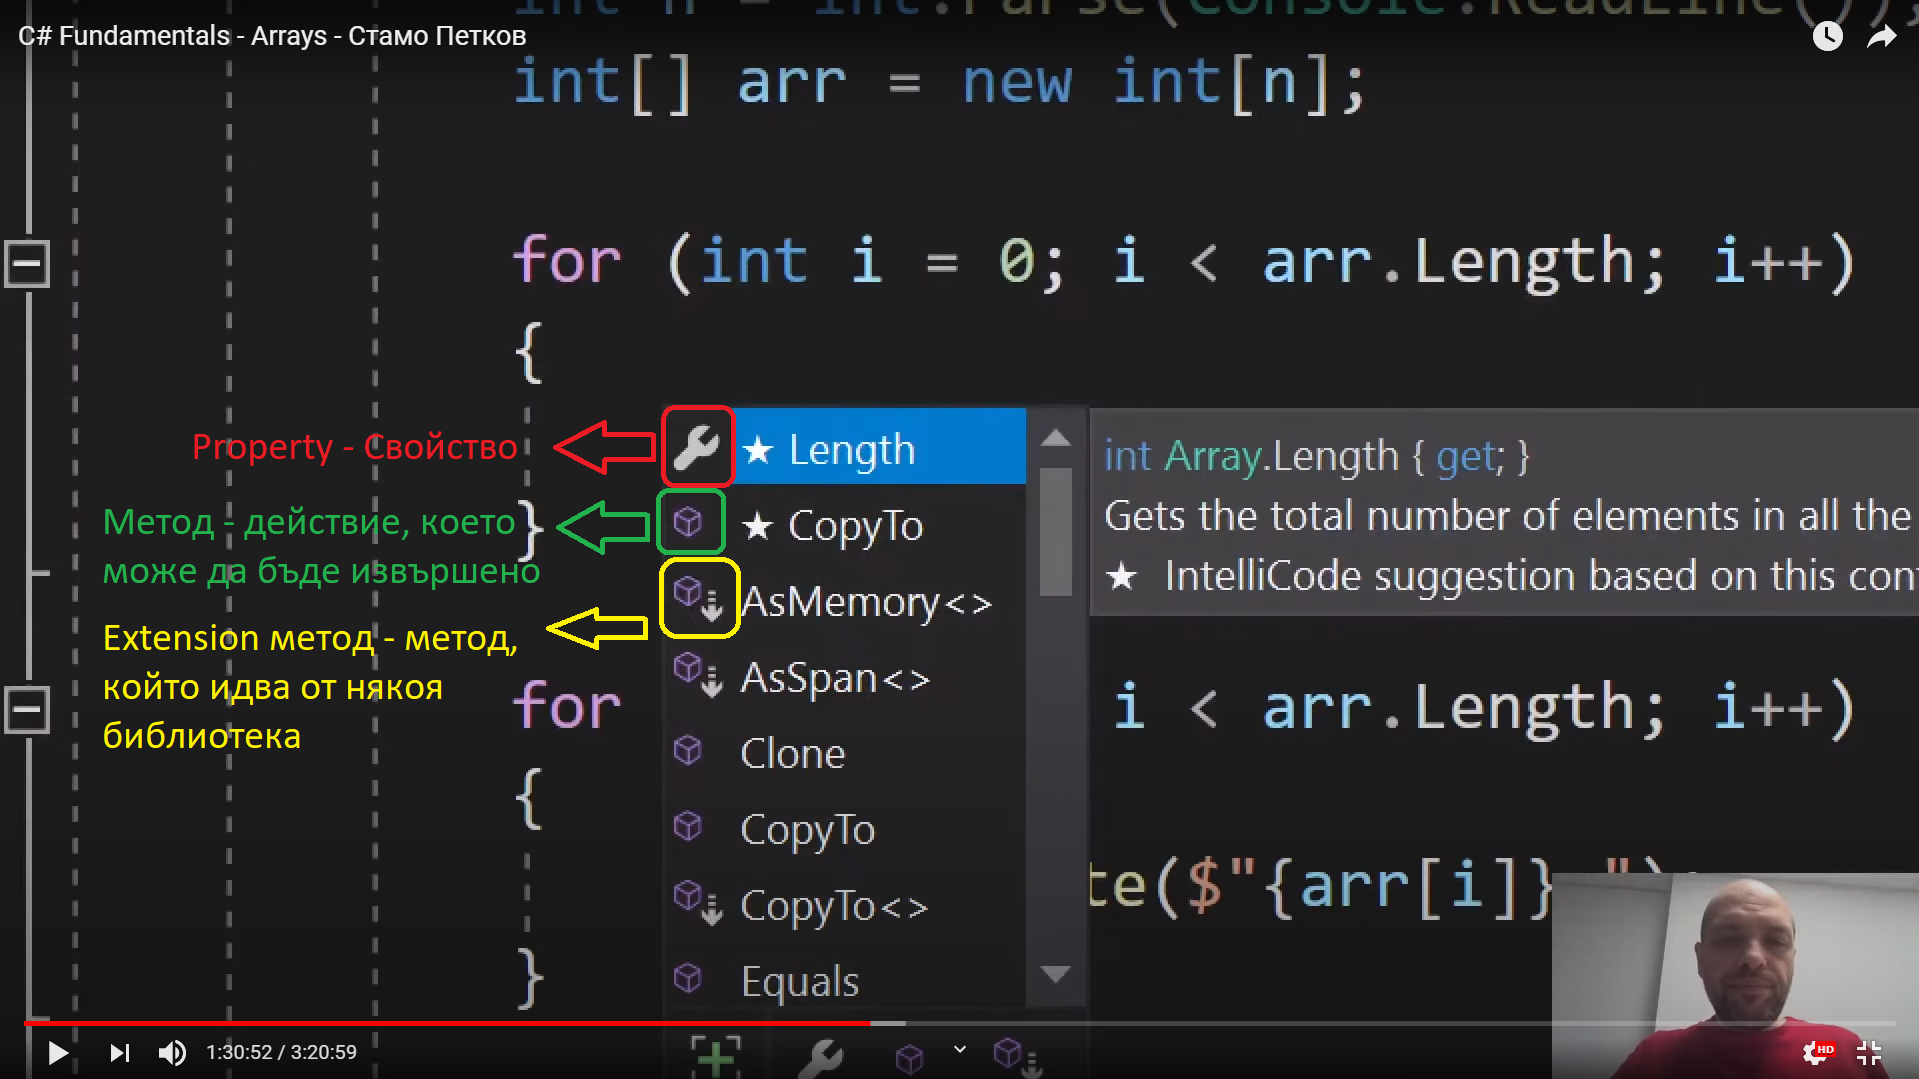 int n = int.Parse(Console.ReadLine());
C# Fundamentals - Arrays - Стамо Петков
int[] arr = new int[n];
for (int i = 0; i < arr.Length; i++)
{
Property - Свойство
★ Length
int Array.Length { get; }
Метод - действие, което
може да бъде извършено
}
★ CopyTo
Gets the total number of elements in all the
★ IntelliCode suggestion based on this con
AsMemory<>
Extension метод - метод,
който идва от някоя
библиотека
AsSpan<>
for i < arr.Length; i++)
Clone
{
CopyTo
te($"{arr[i]} ");
CopyTo<>
}
Equals
1:30:52 / 3:20:59
HD